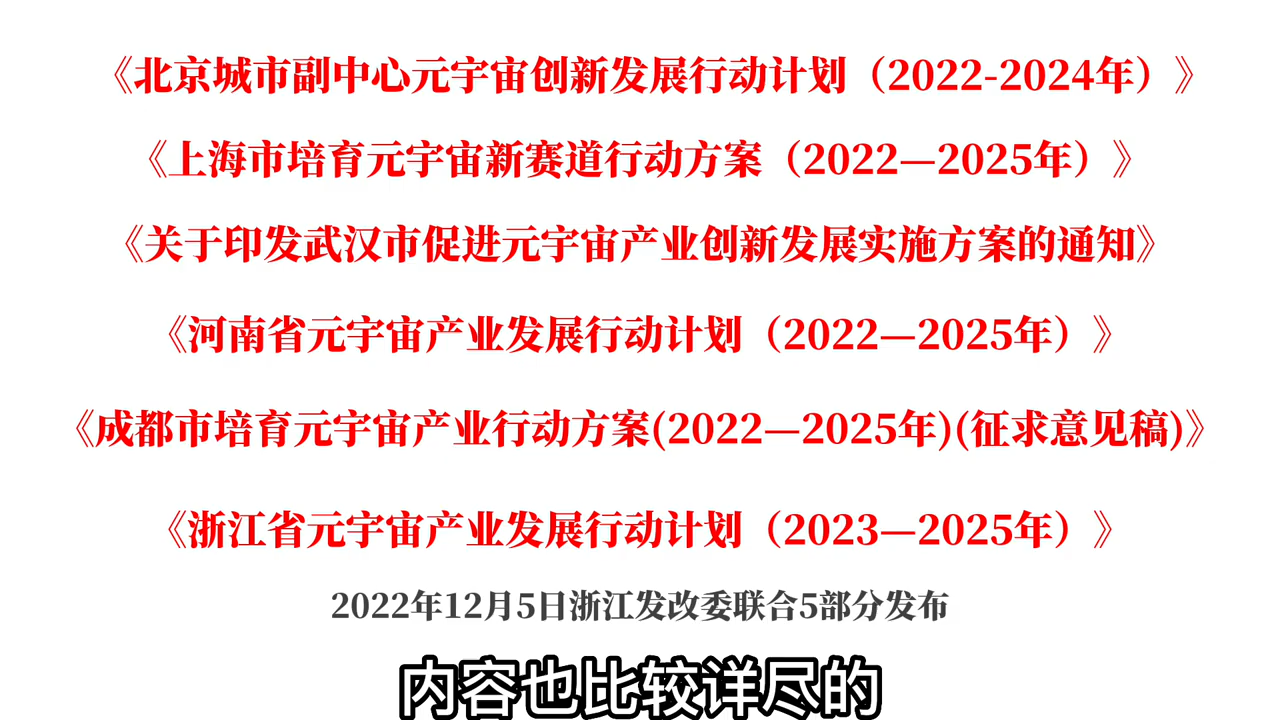 《北京城市副中心元宇宙创新发展行动计划（2022-2024年）》
《上海市培育元宇宙新赛道行动方案（2022—2025年）》
《关于印发武汉市促进元宇宙产业创新发展实施方案的通知》
《河南省元宇宙产业发展行动计划（2022—2025年）》
《成都市培育元宇宙产业行动方案(2022—2025年)(征求意见稿)》
《浙江省元宇宙产业发展行动计划（2023—2025年）》
2022年12月5日浙江发改委联合5部分发布
内容也比较详尽的